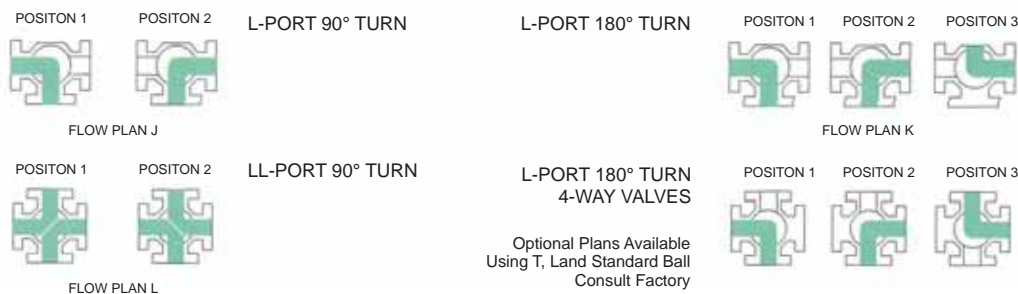 POSITON 1
POSITON 2
L-PORT 90° TURN
FLOW PLAN J
L-PORT 180° TURN
POSITON 1
POSITON 2
POSITON 3
FLOW PLAN K
POSITON 1
POSITON 2
LL-PORT 90° TURN
FLOW PLAN L
L-PORT 180° TURN
4-WAY VALVES
Optional Plans Available
Using T, Land Standard Ball
Consult Factory
POSITON 1
POSITON 2
POSITON 3